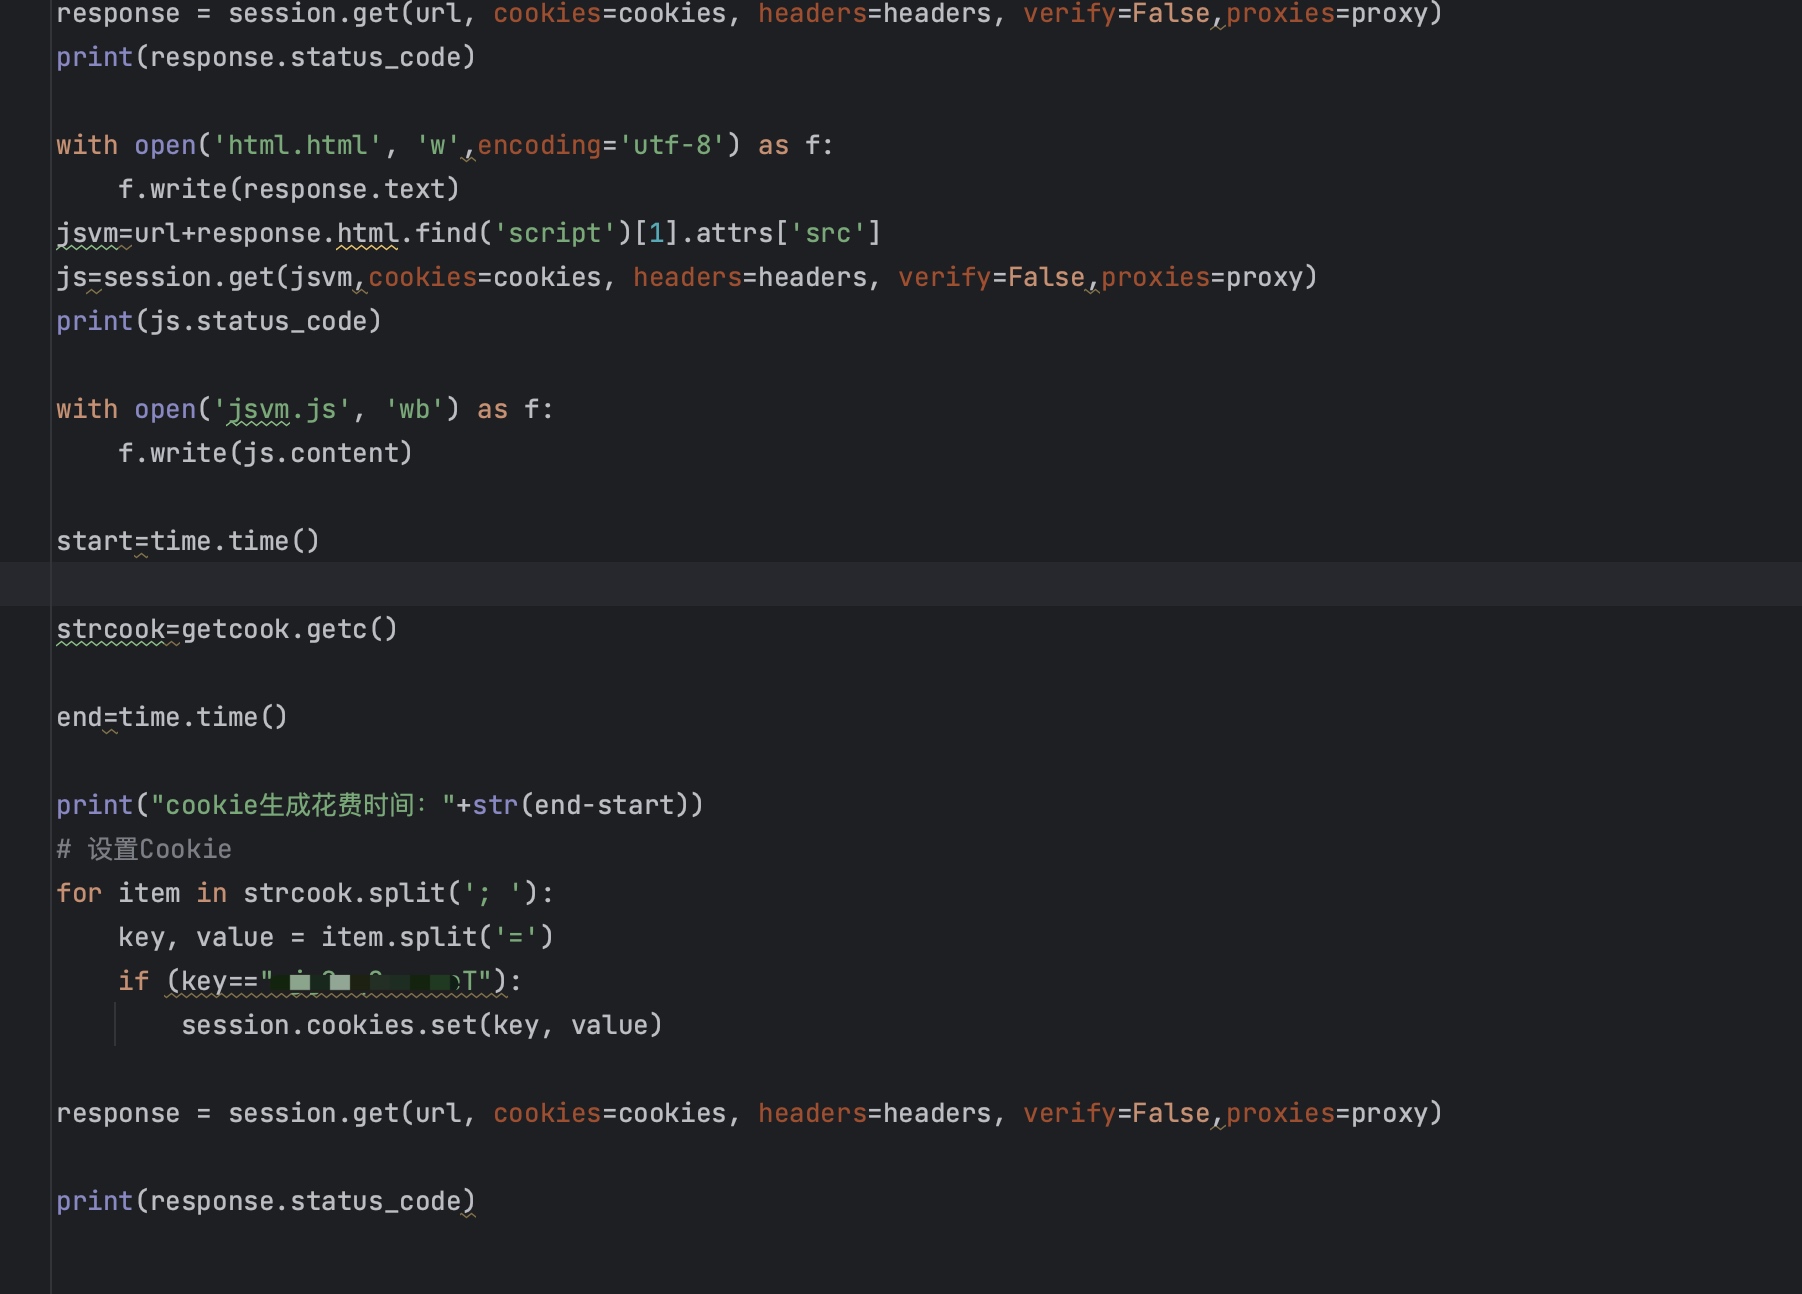 response = session.get(url, cookies=cookies, headers=headers, verify=False,proxies=proxy)
print(response.status_code)
with open('html.html', 'w',encoding='utf-8') as f:
    f.write(response.text)
jsvm=url+response.html.find('script')[1].attrs['src']
js=session.get(jsvm,cookies=cookies, headers=headers, verify=False,proxies=proxy)
print(js.status_code)
with open('jsvm.js', 'wb') as f:
    f.write(js.content)
start=time.time()
strcook=getcook.getc()
end=time.time()
print("cookie生成花费时间："+str(end-start))
# 设置Cookie
for item in strcook.split('; '):
    key, value = item.split('=')
    if (key=="T"):
        session.cookies.set(key, value)
response = session.get(url, cookies=cookies, headers=headers, verify=False,proxies=proxy)
print(response.status_code)